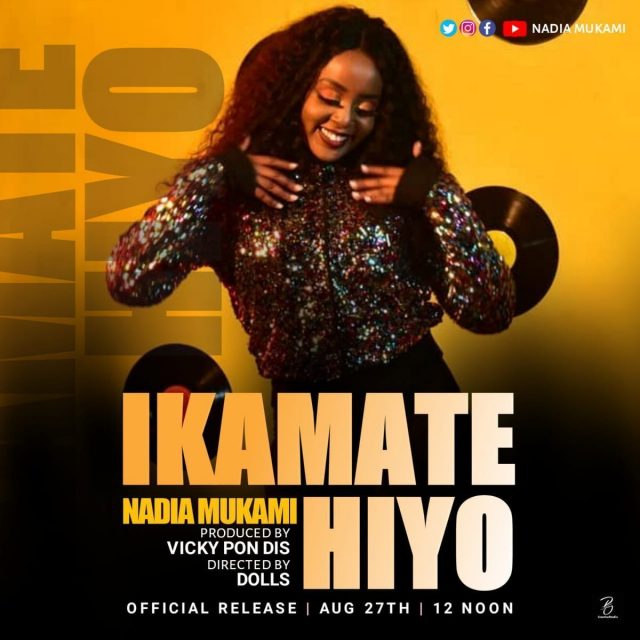 NADIA MUKAMI
IKAMATE
HIYO
NADIA MUKAMI
PRODUCED BY
VICKY PON DIS
DIRECTED BY
DOLLS
OFFICIAL RELEASE | AUG 27TH | 12 NOON